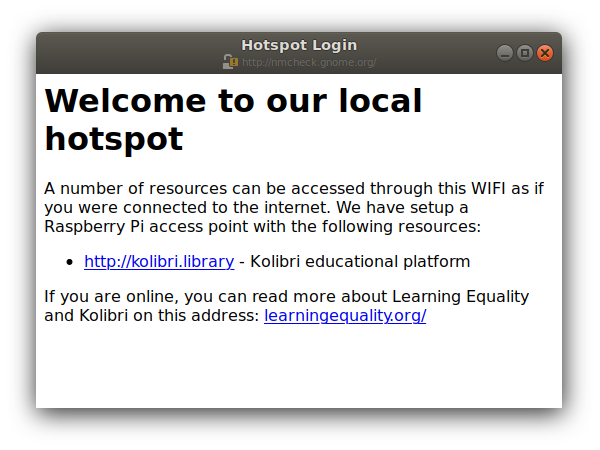 Hotspot Login
http://nmcheck.gnome.org/
Welcome to our local
hotspot
A number of resources can be accessed through this WIFI as if
you were connected to the internet. We have setup a
Raspberry Pi access point with the following resources:
• http://kolibri.library - Kolibri educational platform
If you are online, you can read more about Learning Equality
and Kolibri on this address: learningequality.org/